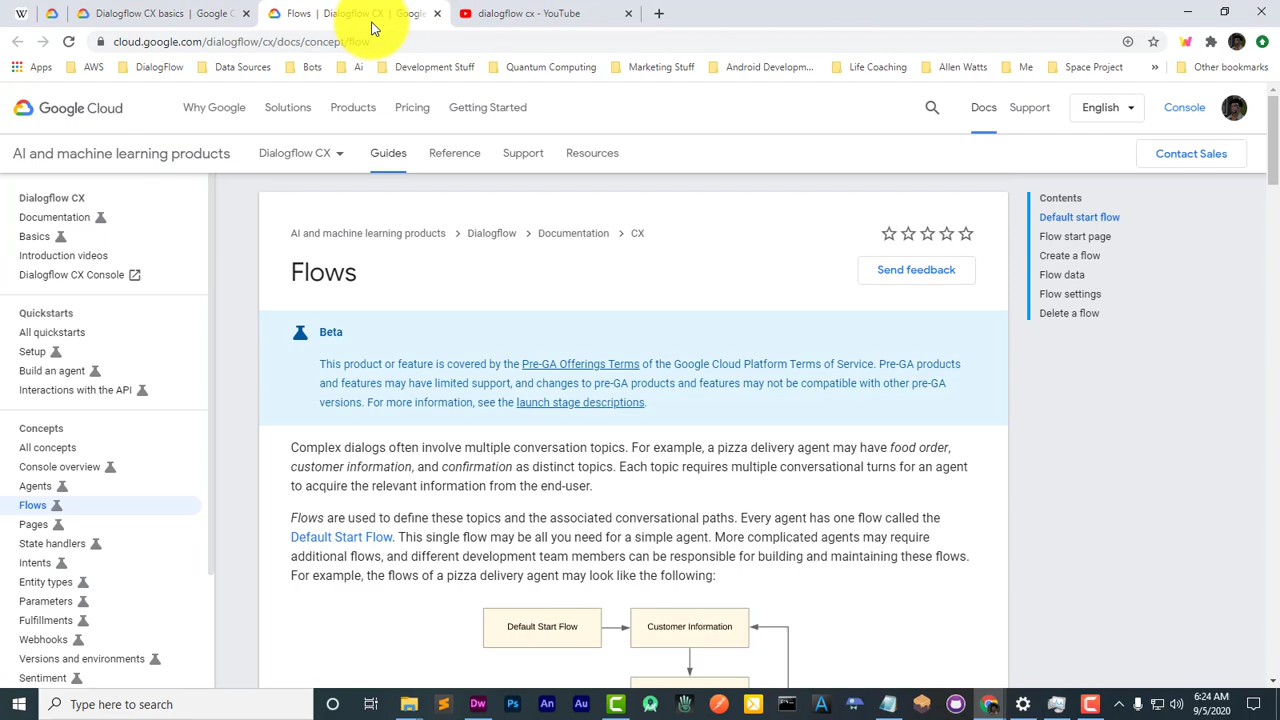 Dialogflow CX basics | Google C
Flows | Dialogflow CX | Google
dialogflow cx - YouTube
cloud.google.com/dialogflow/cx/docs/concept/flow
Apps AWS DialogFlow Data Sources Bots Ai Development Stuff Quantum Computing Marketing Stuff Android Developm... Life Coaching Allen Watts Me Space Project » Other bookmarks
Google Cloud Why Google Solutions Products Pricing Getting Started Docs Support English Console
AI and machine learning products Dialogflow CX Guides Reference Support Resources Contact Sales
Dialogflow CX
Documentation
Basics
Introduction videos
Dialogflow CX Console
Quickstarts
All quickstarts
Setup
Build an agent
Interactions with the API
Concepts
All concepts
Console overview
Agents
Flows
Pages
State handlers
Intents
Entity types
Parameters
Fulfillments
Webhooks
Versions and environments
Sentiment
AI and machine learning products > Dialogflow > Documentation > CX
Flows
Send feedback
Beta
This product or feature is covered by the Pre-GA Offerings Terms of the Google Cloud Platform Terms of Service. Pre-GA products
and features may have limited support, and changes to pre-GA products and features may not be compatible with other pre-GA
versions. For more information, see the launch stage descriptions.
Complex dialogs often involve multiple conversation topics. For example, a pizza delivery agent may have food order,
customer information, and confirmation as distinct topics. Each topic requires multiple conversational turns for an agent
to acquire the relevant information from the end-user.
Flows are used to define these topics and the associated conversational paths. Every agent has one flow called the
Default Start Flow. This single flow may be all you need for a simple agent. More complicated agents may require
additional flows, and different development team members can be responsible for building and maintaining these flows.
For example, the flows of a pizza delivery agent may look like the following:
Default Start Flow
Customer Information
Contents
Default start flow
Flow start page
Create a flow
Flow data
Flow settings
Delete a flow
Type here to search
Dw Ps An Au
6:24 AM
9/5/2020